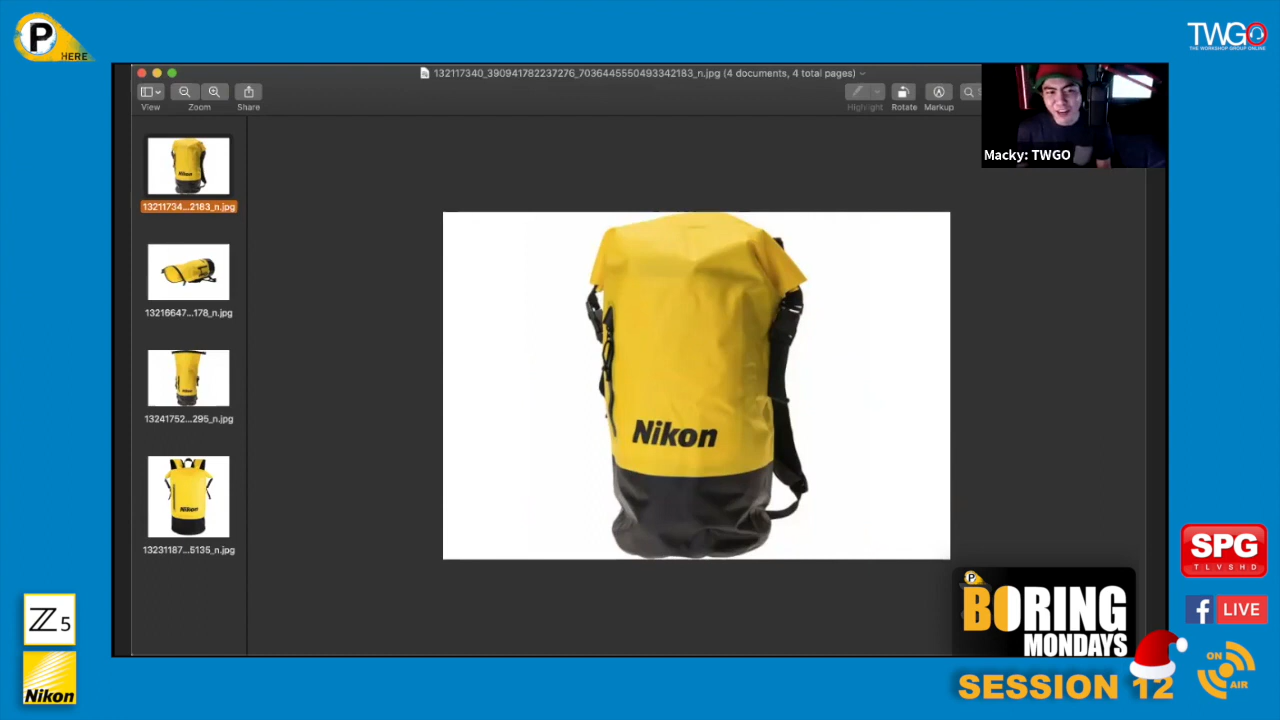 P
HERE
TWGO
THE WORKSHOP GROUP ONLINE
132117340_390941782237276_7036445550493342183_n.jpg (4 documents, 4 total pages)
View
Zoom
Share
Highlight
Rotate
Markup
S
Macky: TWGO
Nikon
13211734...2183_n.jpg
13216647...178_n.jpg
Nikon
13241752...295_n.jpg
Nikon
13231187...5135_n.jpg
Nikon
P
BORING
MONDAYS
SESSION 12
SPG
TLVSHD
f LIVE
ON
AIR
Z 5
Nikon